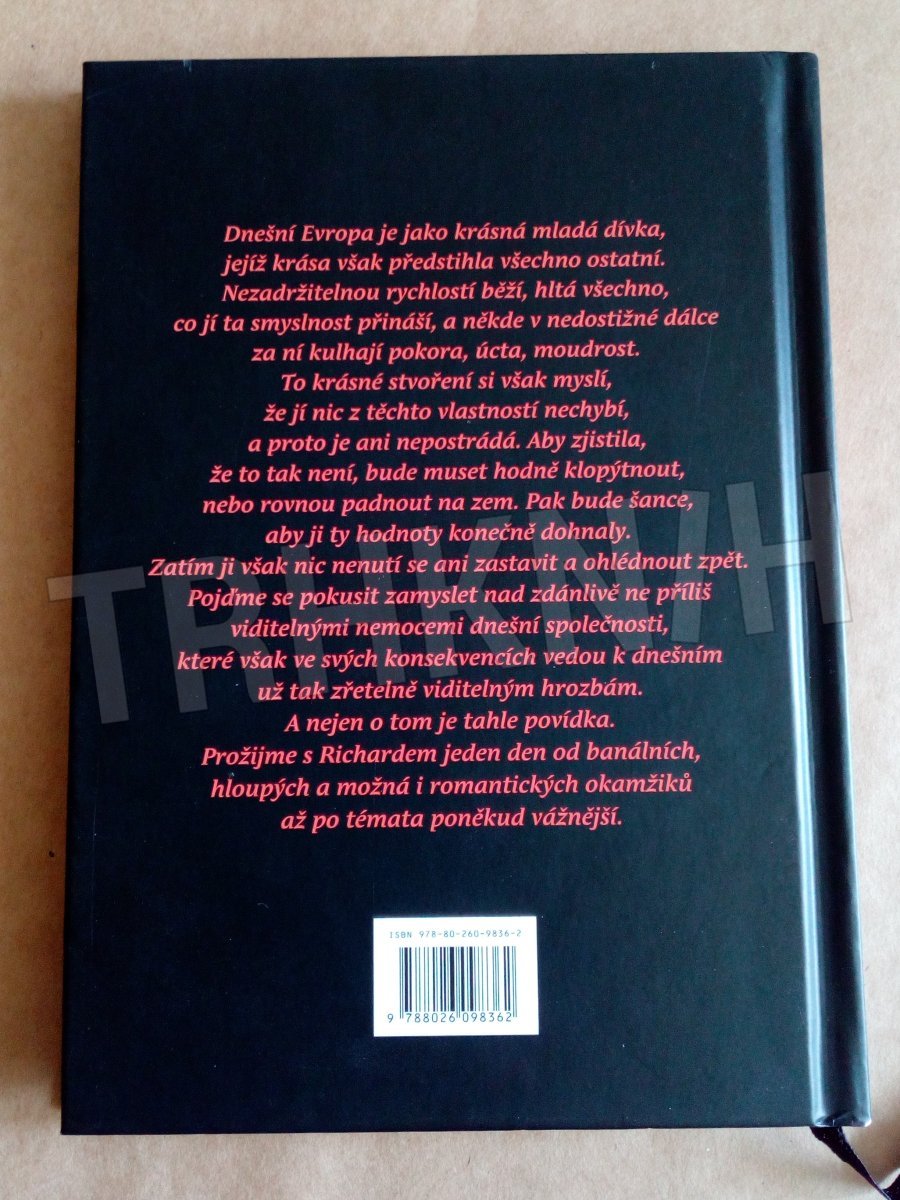 Dnešní Evropa je jako krásná mladá dívka,
jejíž krása však předstihla všechno ostatní.
Nezadržitelnou rychlostí běží, hltá všechno,
co jí ta smyslnost přináší, a někde v nedostižné dálce
za ní kulhají pokora, úcta, moudrost.
To krásné stvoření si však myslí,
že jí nic z těchto vlastností nechybí,
a proto je ani nepostrádá. Aby zjistila,
že to tak není, bude muset hodně klopýtnout,
nebo rovnou padnout na zem. Pak bude šance,
aby ji ty hodnoty konečně dohnaly.
Zatím ji však nic nenutí se ani zastavit a ohlédnout zpět.
Pojďme se pokusit zamyslet nad zdánlivě ne příliš
viditelnými nemocemi dnešní společnosti,
které však ve svých konsekvencích vedou k dnešním
už tak zřetelně viditelným hrozbám.
A nejen o tom je tahle povídka.
Prožijme s Richardem jeden den od banálních,
hloupých a možná i romantických okamžiků
až po témata poněkud vážnější.
TRHKNIH
ISBN 978-80-260-9836-2
9 788026 098362